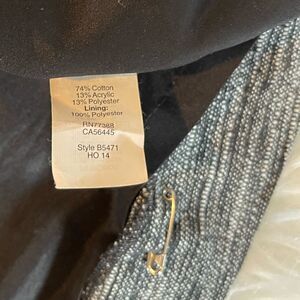 74% Cotton
13% Acrylic
13% Polyester
Lining:
100% Polyester
RN77388
CA56445
Style B5471
HO 14